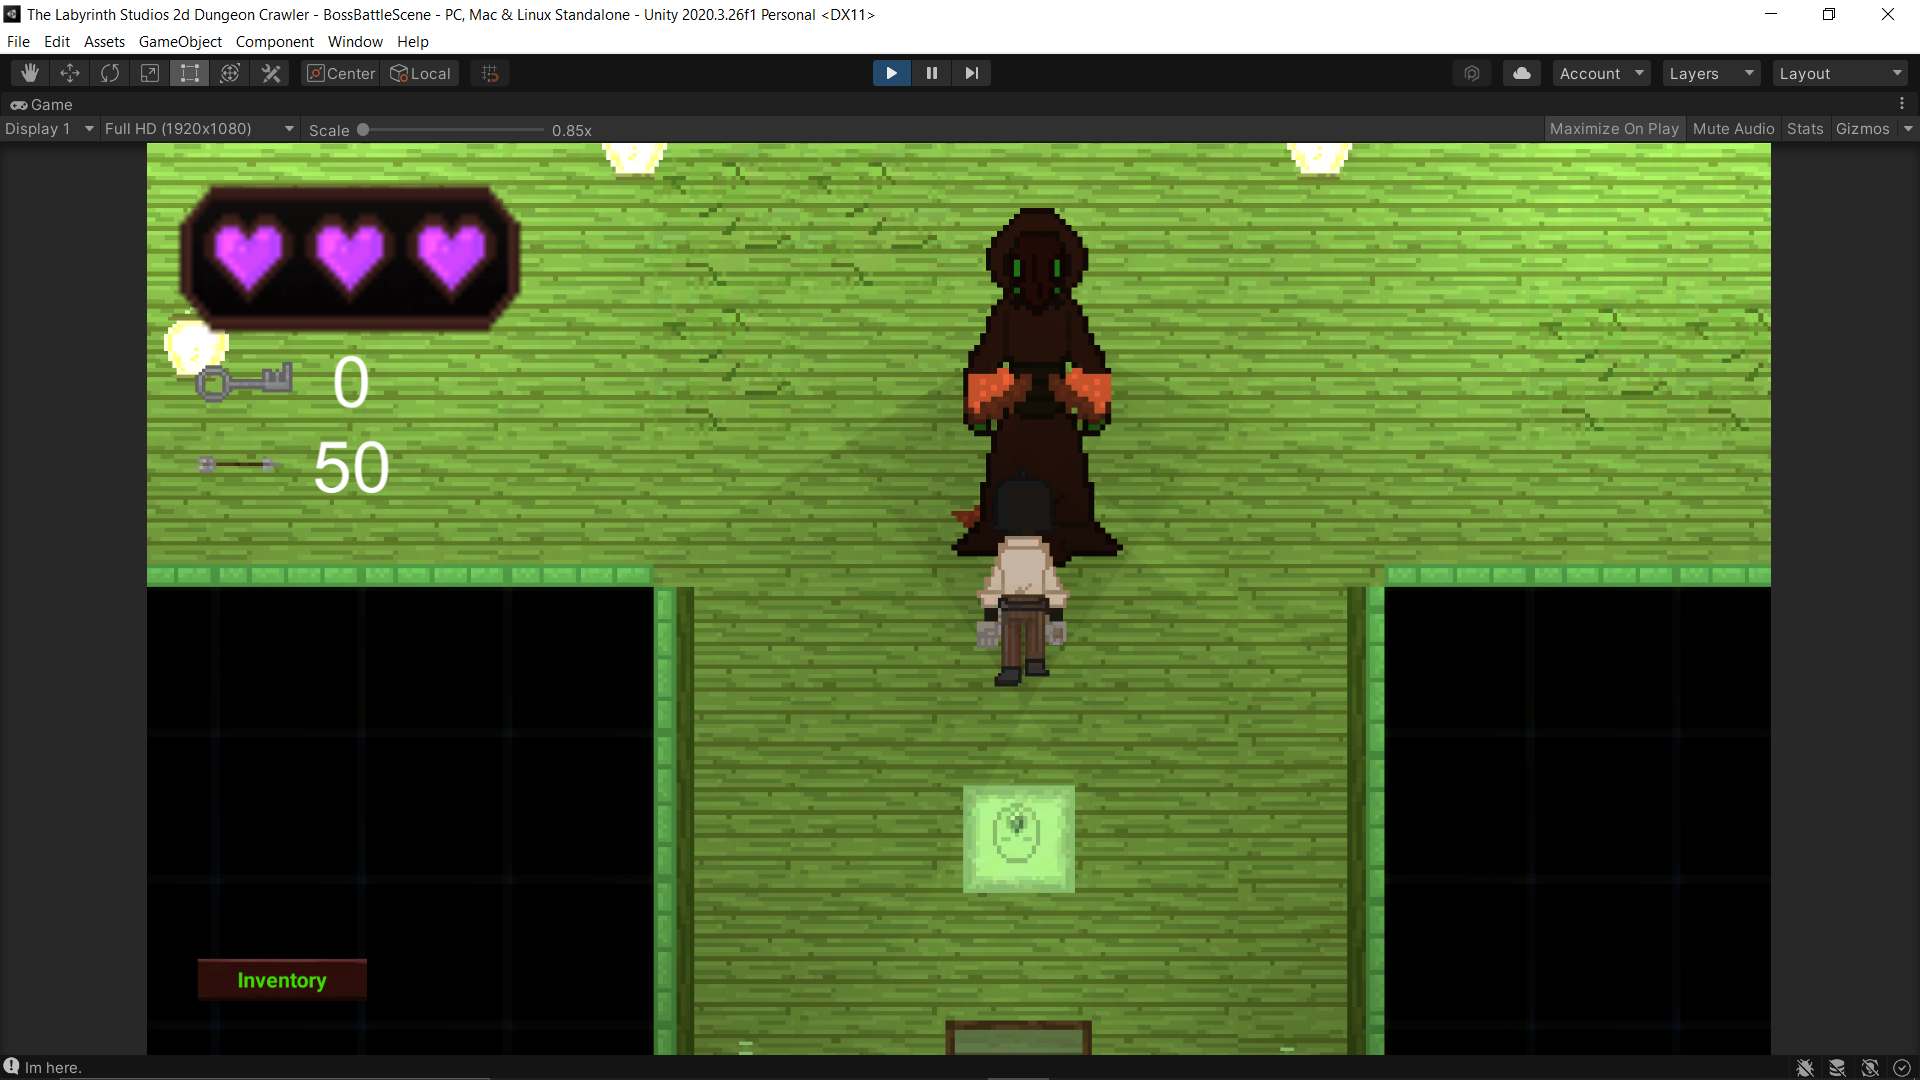 The Labyrinth Studios 2d Dungeon Crawler - BossBattleScene - PC, Mac & Linux Standalone - Unity 2020.3.26f1 Personal <DX11>
File Edit Assets GameObject Component Window Help
Center Local Account Layers Layout
Game
Display 1 Full HD (1920x1080) Scale 0.85x Maximize On Play Mute Audio Stats Gizmos
0
50
Inventory
Im here.